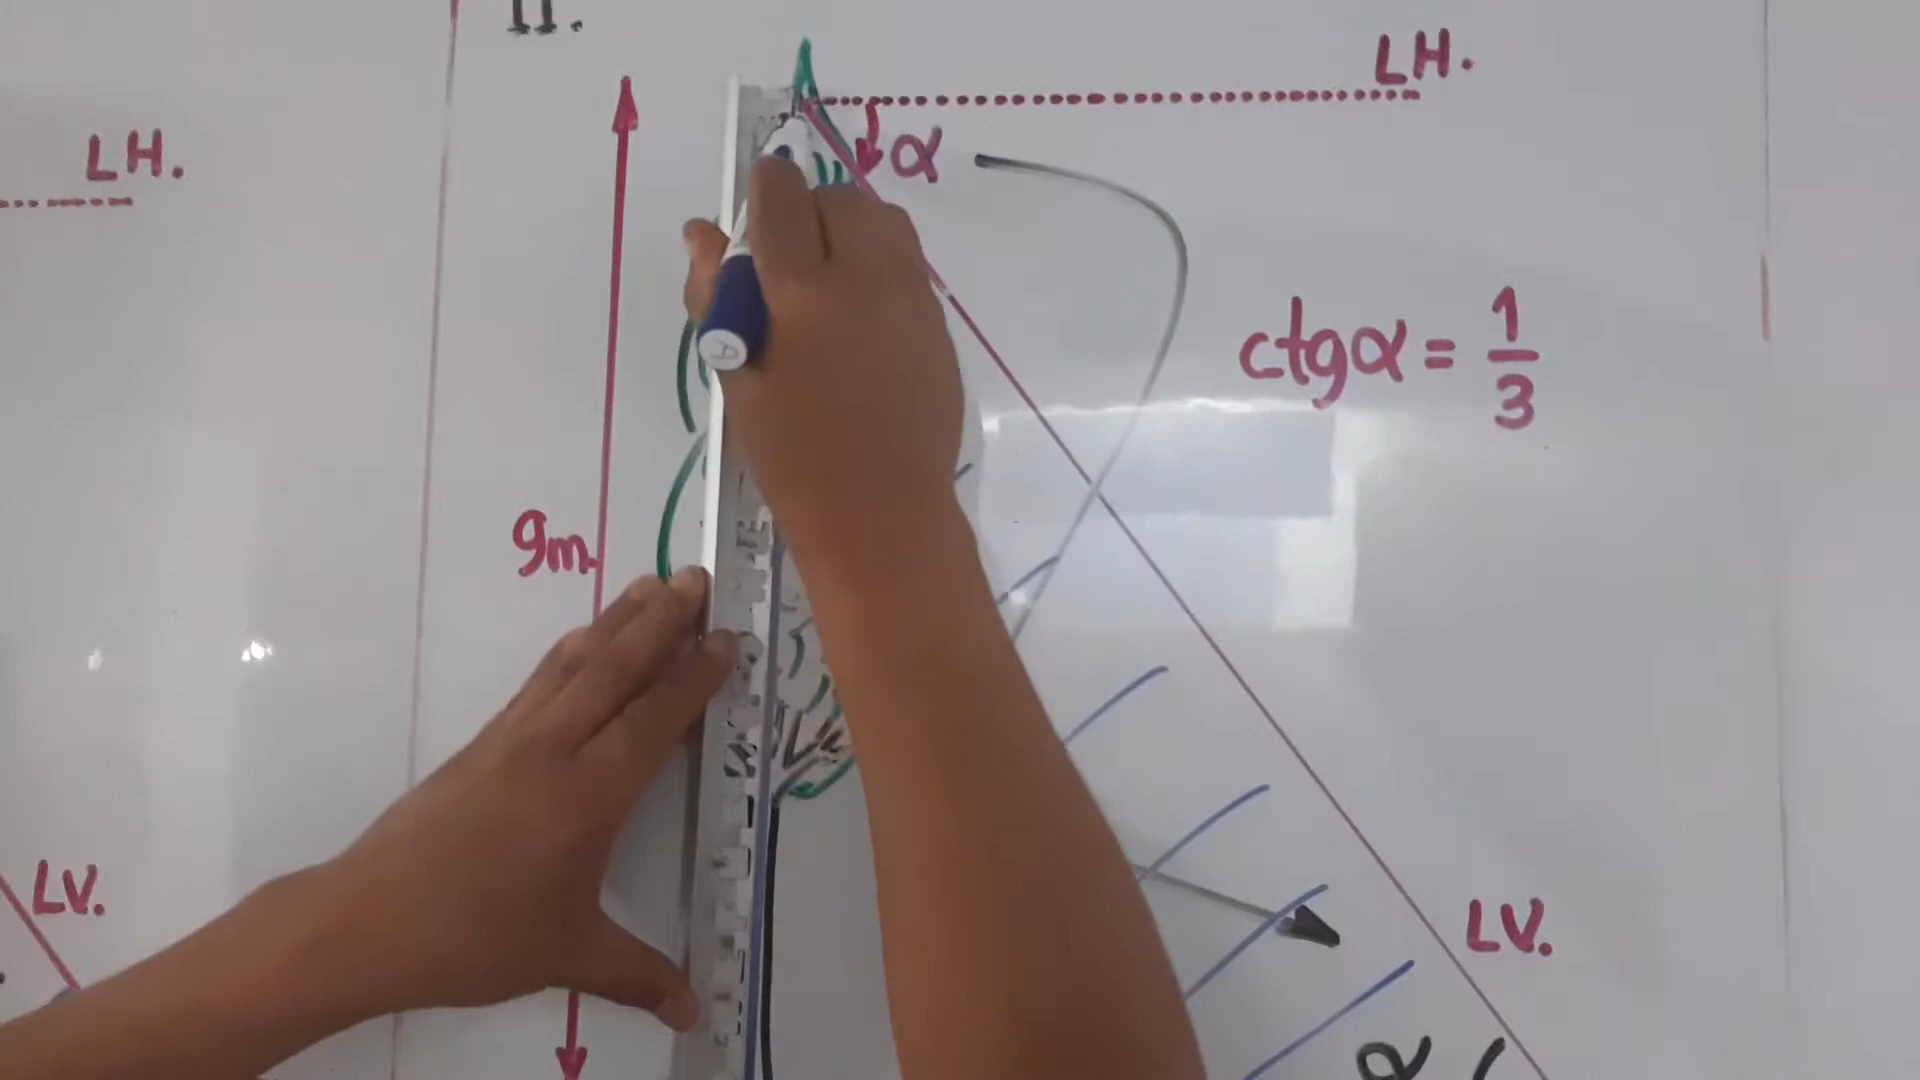 II.
LH.
LH.
α
ctgα = 1/3
9m.
LV.
LV.
α